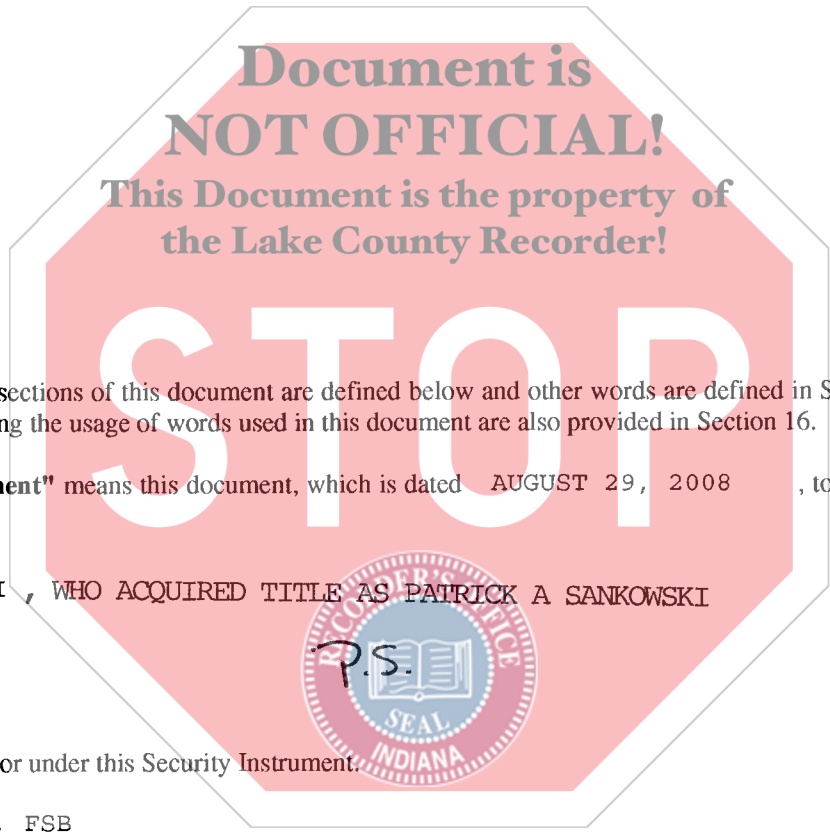 Document is
NOT OFFICIAL!
This Document is the property of
the Lake County Recorder!
STOP
sections of this document are defined below and other words are defined in S
ng the usage of words used in this document are also provided in Section 16.
nent" means this document, which is dated AUGUST 29, 2008 , to
I , WHO ACQUIRED TITLE AS PATRICK A SANKOWSKI
RECORDER'S OFFICE
P.S.
SEAL
INDIANA
or under this Security Instrument.
FSB